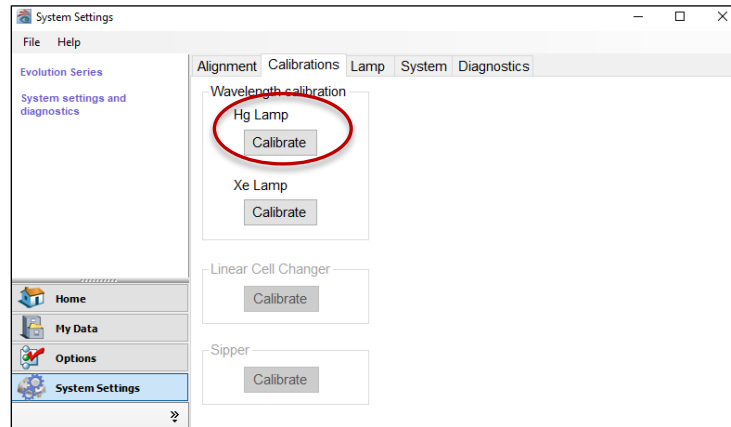 System Settings
File Help
Evolution Series
System settings and
diagnostics
Home
My Data
Options
System Settings
Alignment Calibrations Lamp System Diagnostics
Wavelength calibration
Hg Lamp
Calibrate
Xe Lamp
Calibrate
Linear Cell Changer
Calibrate
Sipper
Calibrate